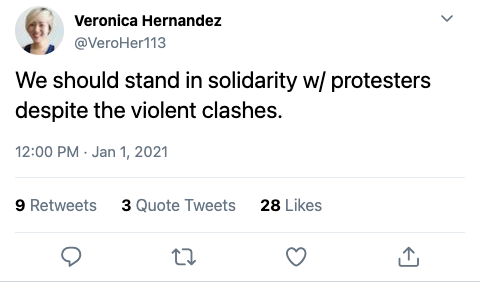 Veronica Hernandez
@VeroHer113
We should stand in solidarity w/ protesters
despite the violent clashes.
12:00 PM · Jan 1, 2021
9 Retweets 3 Quote Tweets 28 Likes